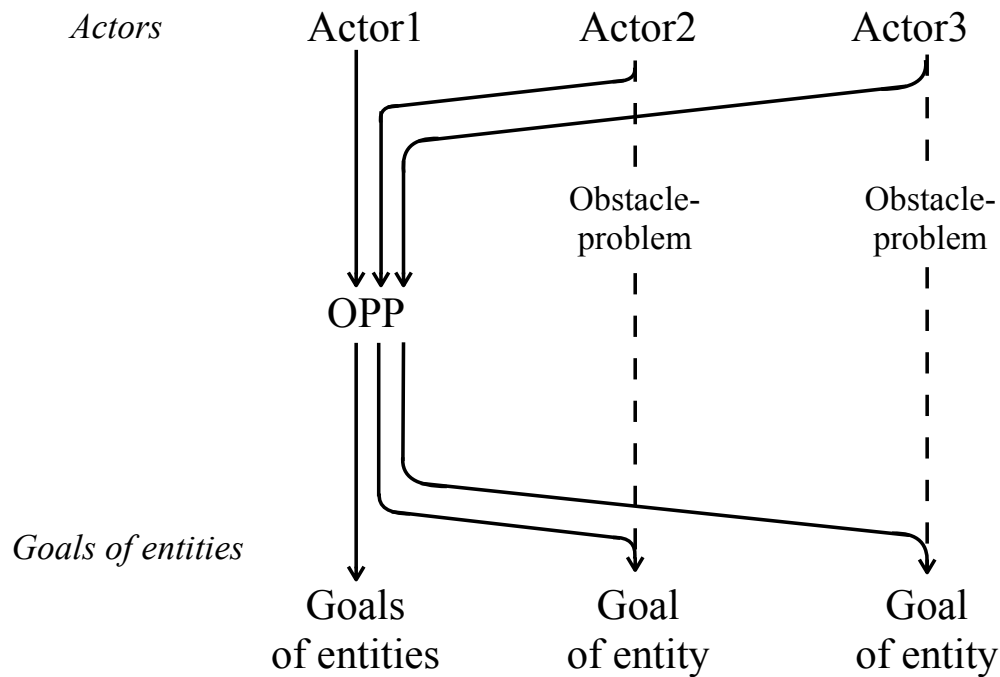 Actors Actor1 Actor2 Actor3
Obstacle- Obstacle-
problem problem
OPP
Goals of entities
Goals Goal Goal
of entities of entity of entity